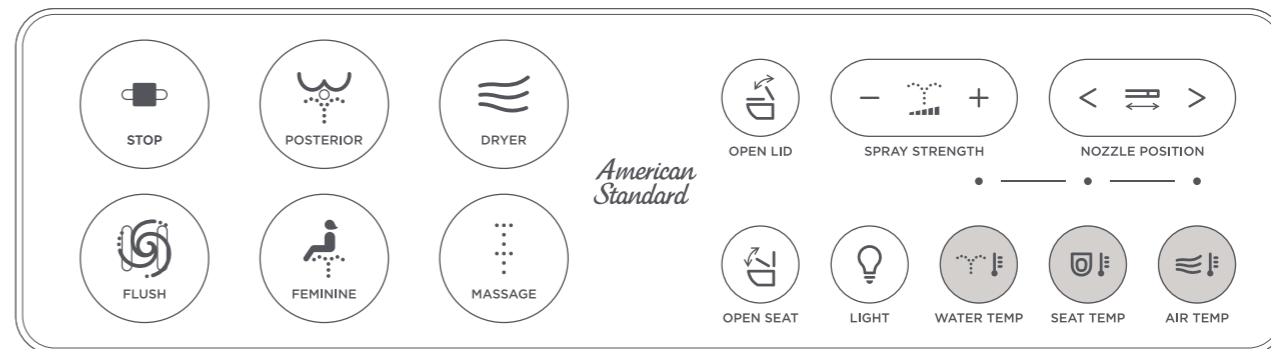 STOP
POSTERIOR
DRYER
FLUSH
FEMININE
MASSAGE
American
Standard
OPEN LID
- +
SPRAY STRENGTH
< >
NOZZLE POSITION
OPEN SEAT
LIGHT
WATER TEMP
SEAT TEMP
AIR TEMP